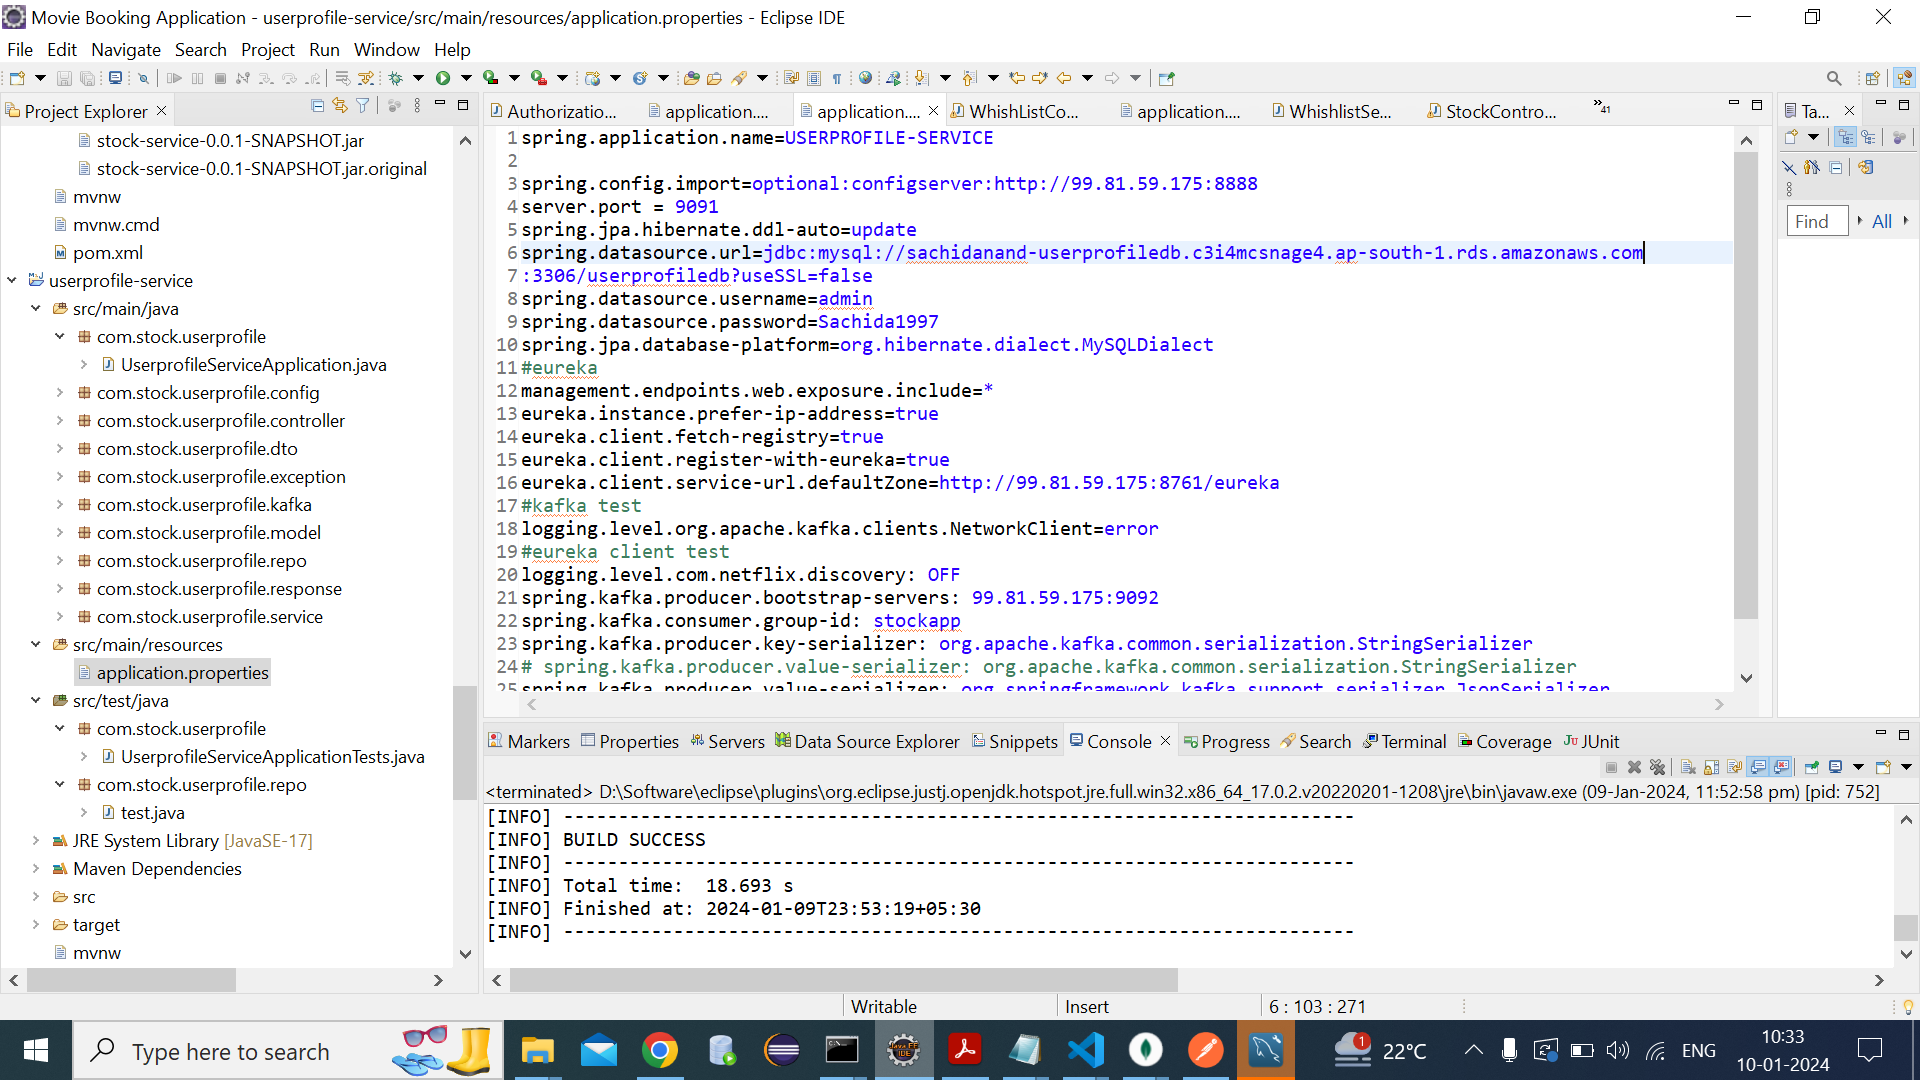 Movie Booking Application - userprofile-service/src/main/resources/application.properties - Eclipse IDE
File Edit Navigate Search Project Run Window Help
Project Explorer
stock-service-0.0.1-SNAPSHOT.jar
stock-service-0.0.1-SNAPSHOT.jar.original
mvnw
mvnw.cmd
pom.xml
userprofile-service
src/main/java
com.stock.userprofile
UserprofileServiceApplication.java
com.stock.userprofile.config
com.stock.userprofile.controller
com.stock.userprofile.dto
com.stock.userprofile.exception
com.stock.userprofile.kafka
com.stock.userprofile.model
com.stock.userprofile.repo
com.stock.userprofile.response
com.stock.userprofile.service
src/main/resources
application.properties
src/test/java
com.stock.userprofile
UserprofileServiceApplicationTests.java
com.stock.userprofile.repo
test.java
JRE System Library [JavaSE-17]
Maven Dependencies
src
target
mvnw
Authorizatio... application.... application.... WhishListCo... application.... WhishlistSe... StockContro... »41
1 spring.application.name=USERPROFILE-SERVICE
2
3 spring.config.import=optional:configserver:http://99.81.59.175:8888
4 server.port = 9091
5 spring.jpa.hibernate.ddl-auto=update
6 spring.datasource.url=jdbc:mysql://sachidanand-userprofiledb.c3i4mcsnage4.ap-south-1.rds.amazonaws.com
7 :3306/userprofiledb?useSSL=false
8 spring.datasource.username=admin
9 spring.datasource.password=Sachida1997
10 spring.jpa.database-platform=org.hibernate.dialect.MySQLDialect
11 #eureka
12 management.endpoints.web.exposure.include=*
13 eureka.instance.prefer-ip-address=true
14 eureka.client.fetch-registry=true
15 eureka.client.register-with-eureka=true
16 eureka.client.service-url.defaultZone=http://99.81.59.175:8761/eureka
17 #kafka test
18 logging.level.org.apache.kafka.clients.NetworkClient=error
19 #eureka client test
20 logging.level.com.netflix.discovery: OFF
21 spring.kafka.producer.bootstrap-servers: 99.81.59.175:9092
22 spring.kafka.consumer.group-id: stockapp
23 spring.kafka.producer.key-serializer: org.apache.kafka.common.serialization.StringSerializer
24 # spring.kafka.producer.value-serializer: org.apache.kafka.common.serialization.StringSerializer
25 spring.kafka.producer.value-serializer: org.springframework.kafka.support.serializer.JsonSerializer
Ta...
Find All
Markers Properties Servers Data Source Explorer Snippets Console Progress Search Terminal Coverage JUnit
<terminated> D:\Software\eclipse\plugins\org.eclipse.justj.openjdk.hotspot.jre.full.win32.x86_64_17.0.2.v20220201-1208\jre\bin\javaw.exe (09-Jan-2024, 11:52:58 pm) [pid: 752]
[INFO] ------------------------------------------------------------------------
[INFO] BUILD SUCCESS
[INFO] ------------------------------------------------------------------------
[INFO] Total time:  18.693 s
[INFO] Finished at: 2024-01-09T23:53:19+05:30
[INFO] ------------------------------------------------------------------------
Writable Insert 6 : 103 : 271
Type here to search
Java EE
IDE
1
22°C
ENG
10:33
10-01-2024